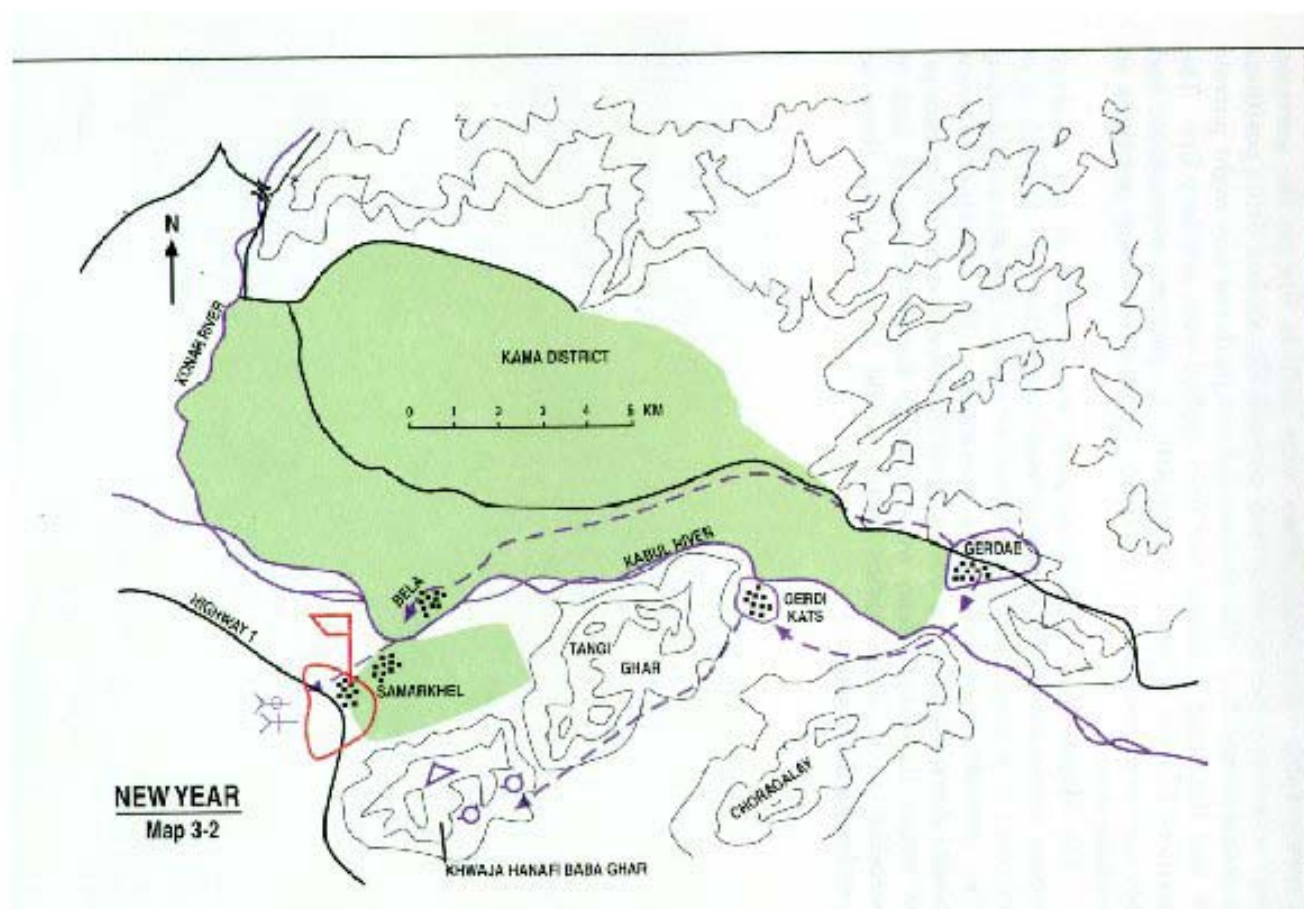 N
KONAR RIVER
KAMA DISTRICT
0 1 2 3 4 5 KM
KABUL RIVEN
GERDAB
BELA
GERDI
KATS
HIGHWAY 1
TANGI
GHAR
SAMARKHEL
CHORAGALAY
NEW YEAR
Map 3-2
KHWAJA HANAFI BABA GHAR